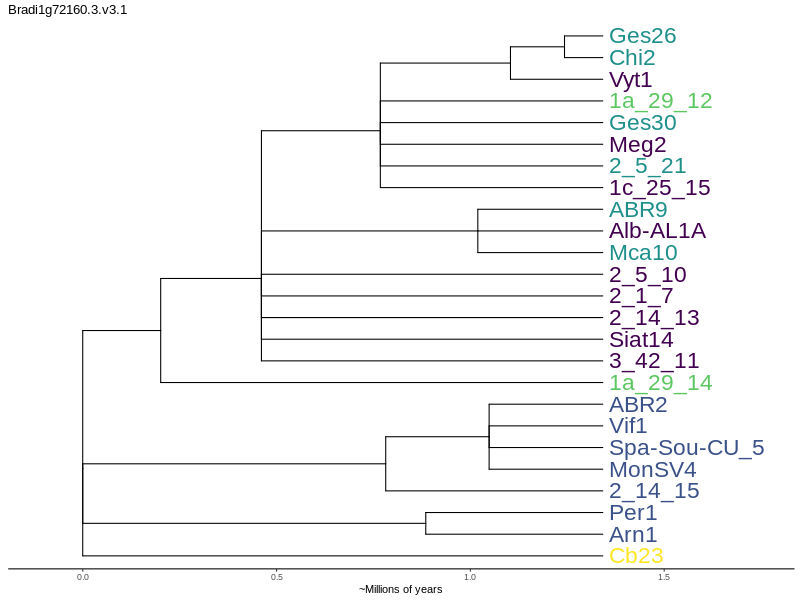 Bradi1g72160.3.v3.1
Ges26
Chi2
Vyt1
1a_29_12
Ges30
Meg2
2_5_21
1c_25_15
ABR9
Alb-AL1A
Mca10
2_5_10
2_1_7
2_14_13
Siat14
3_42_11
1a_29_14
ABR2
Vif1
Spa-Sou-CU_5
MonSV4
2_14_15
Per1
Arn1
Cb23
0.0 0.5 1.0 1.5
~Millions of years